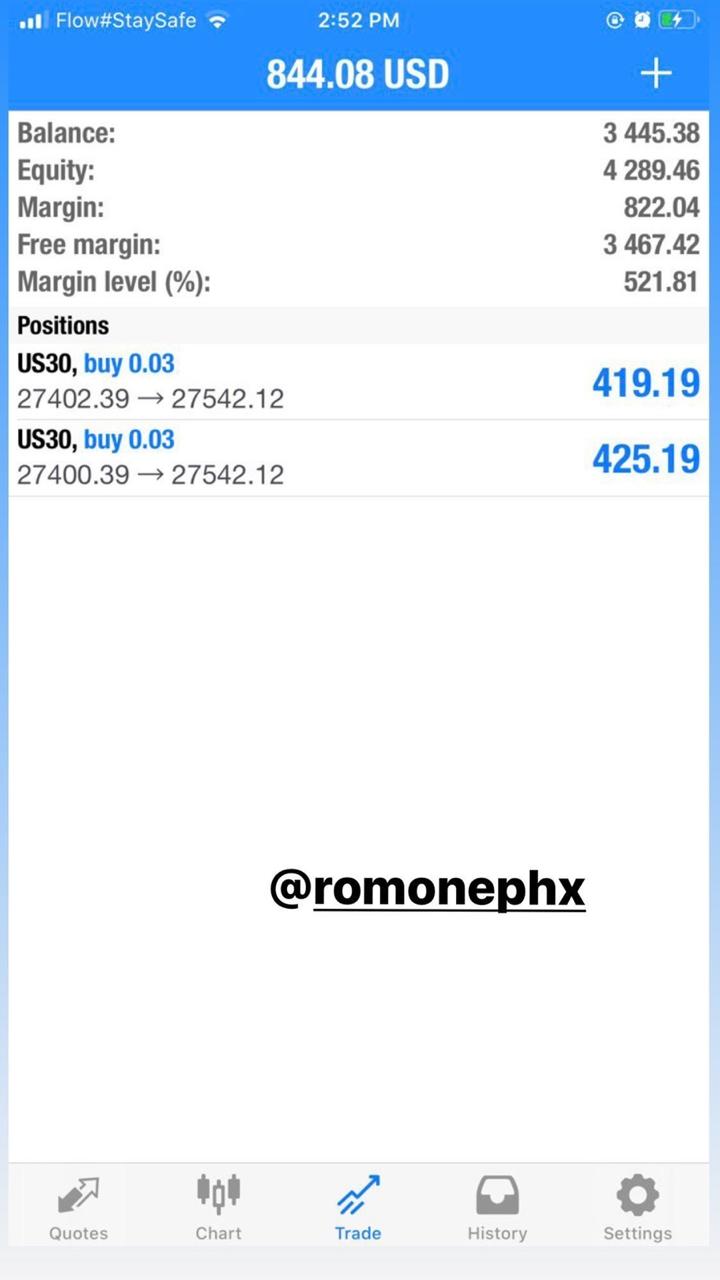 Flow#StaySafe 2:52 PM
844.08 USD +
Balance: 3 445.38
Equity: 4 289.46
Margin: 822.04
Free margin: 3 467.42
Margin level (%): 521.81
Positions
US30, buy 0.03
27402.39 → 27542.12 419.19
US30, buy 0.03
27400.39 → 27542.12 425.19
@romonephx
Quotes Chart Trade History Settings